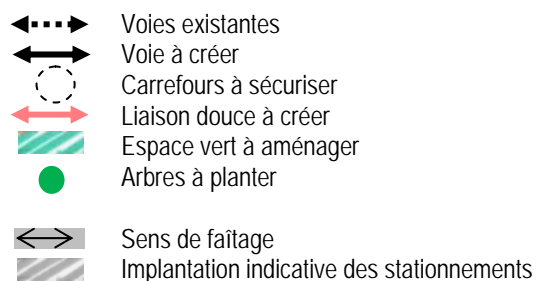 Voies existantes
Voie à créer
Carrefours à sécuriser
Liaison douce à créer
Espace vert à aménager
Arbres à planter
Sens de faîtage
Implantation indicative des stationnements